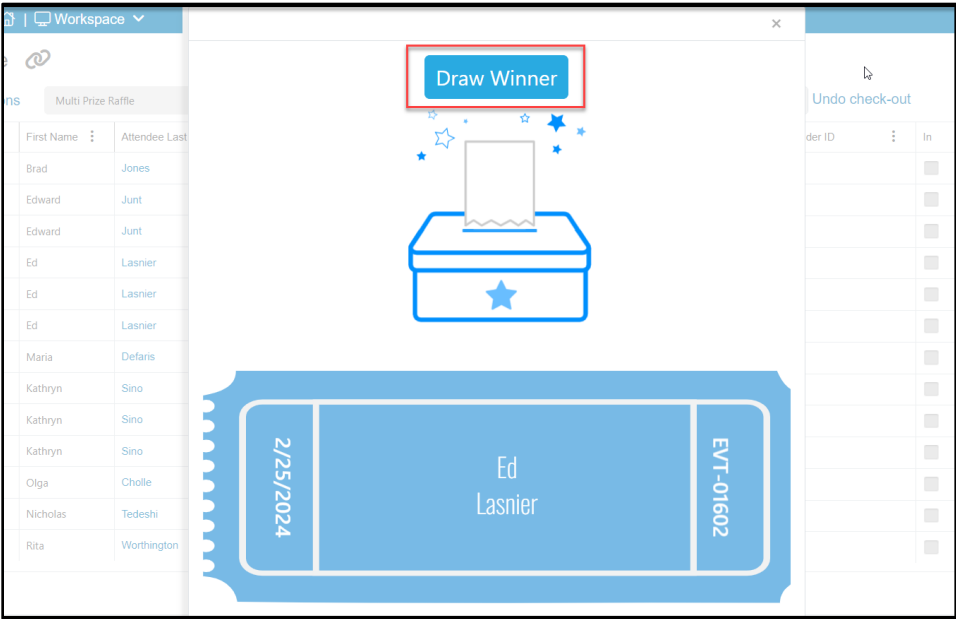 | Workspace
×
Draw Winner
ons Multi Prize Raffle Undo check-out
First Name Attendee Last der ID In
Brad Jones
Edward Junt
Edward Junt
Ed Lasnier
Ed Lasnier
Ed Lasnier
Maria Defaris
Kathryn Sino
Kathryn Sino
Kathryn Sino
Olga Cholle
Nicholas Tedeshi
Rita Worthington
2/25/2024
Ed
Lasnier
EVT-01602